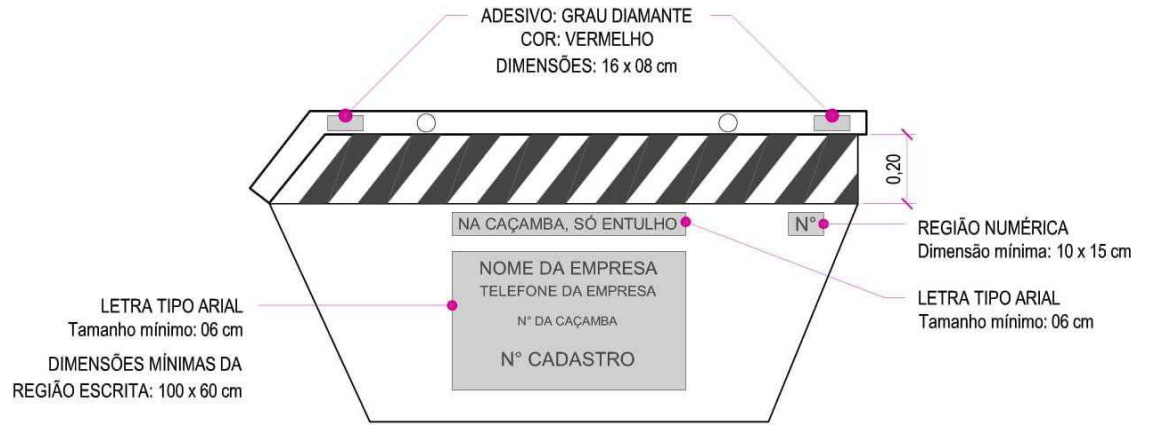 ADESIVO: GRAU DIAMANTE
COR: VERMELHO
DIMENSÕES: 16 x 08 cm
0,20
NA CAÇAMBA, SÓ ENTULHO
N°
REGIÃO NUMÉRICA
Dimensão mínima: 10 x 15 cm
NOME DA EMPRESA
TELEFONE DA EMPRESA
N° DA CAÇAMBA
N° CADASTRO
LETRA TIPO ARIAL
Tamanho mínimo: 06 cm
LETRA TIPO ARIAL
Tamanho mínimo: 06 cm
DIMENSÕES MÍNIMAS DA
REGIÃO ESCRITA: 100 x 60 cm